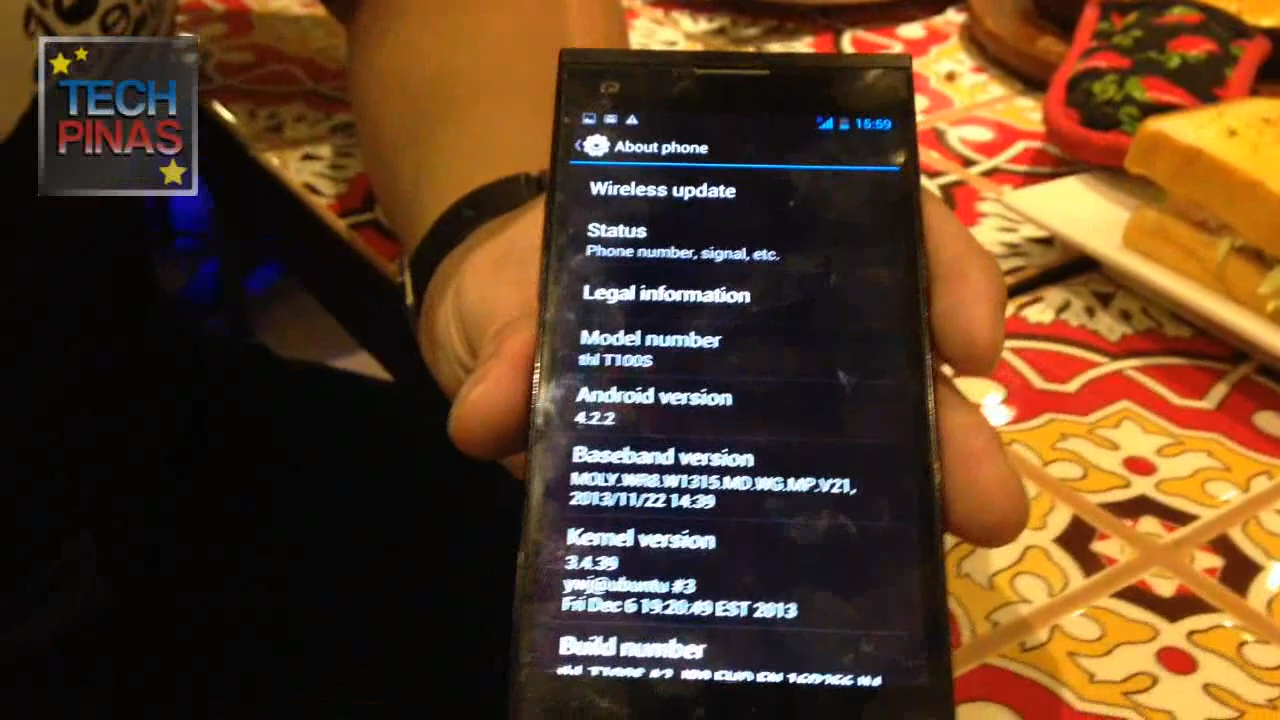 TECH
PINAS
15:59
About phone
Wireless update
Status
Phone number, signal, etc.
Legal information
Model number
thl T100S
Android version
4.2.2
Baseband version
MOLY.WR8.W1315.MD.WG.MP.V21,
2013/11/22 14:39
Kernel version
3.4.39
ywj@ubuntu #3
Fri Dec 6 19:20:49 EST 2013
Build number